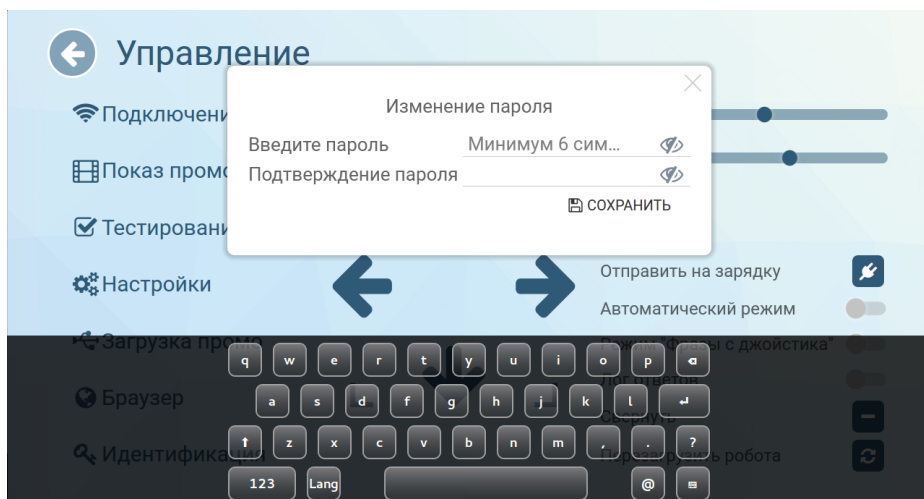 Управление
Изменение пароля
Введите пароль Минимум 6 сим...
Подтверждение пароля
СОХРАНИТЬ
Подключени
Показ промо
Тестировани
Настройки
Загрузка промо
Браузер
Идентификация
Отправить на зарядку
Автоматический режим
Режим "Фразы с джойстика"
Лог ответов
Свернуть
Перезагрузить робота
q w e r t y u i o p
a s d f g h j k l
z x c v b n m , . ?
123 Lang @